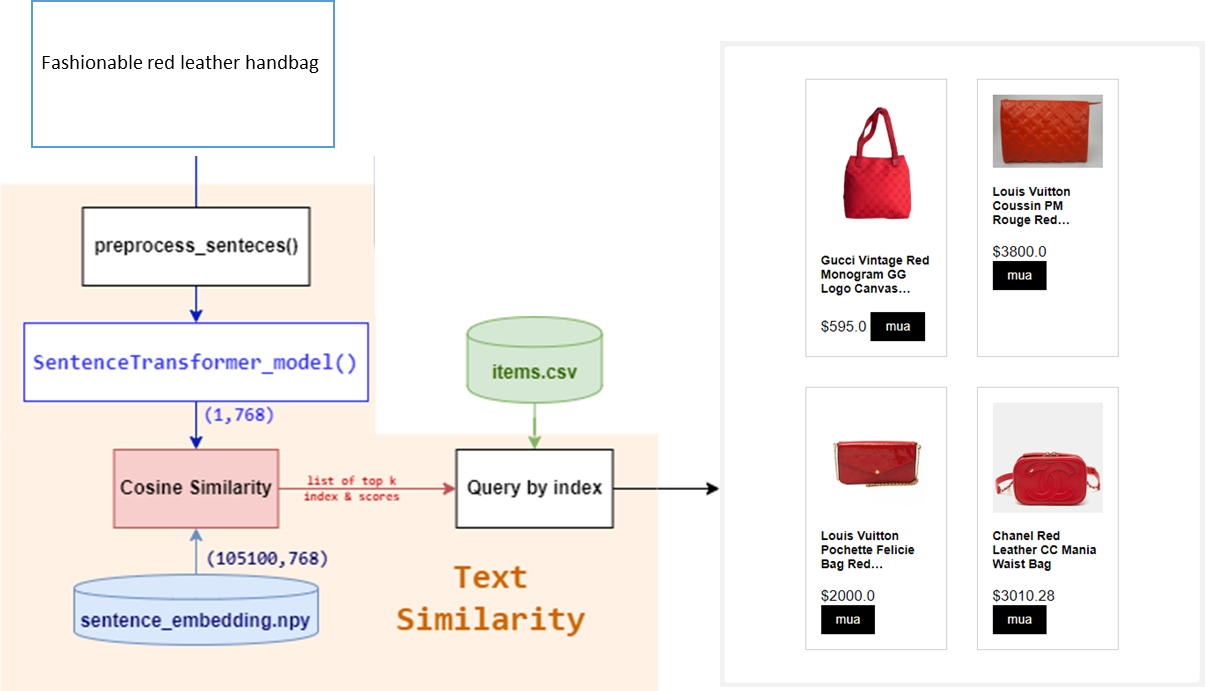 Fashionable red leather handbag
preprocess_senteces()
SentenceTransformer_model()
(1,768)
Cosine Similarity
list of top k
index & scores
(105100,768)
sentence_embedding.npy
items.csv
Query by index
Text
Similarity
Gucci Vintage Red
Monogram GG
Logo Canvas...
$595.0
mua
Louis Vuitton
Coussin PM
Rouge Red...
$3800.0
mua
Louis Vuitton
Pochette Felicie
Bag Red...
$2000.0
mua
Chanel Red
Leather CC Mania
Waist Bag
$3010.28
mua